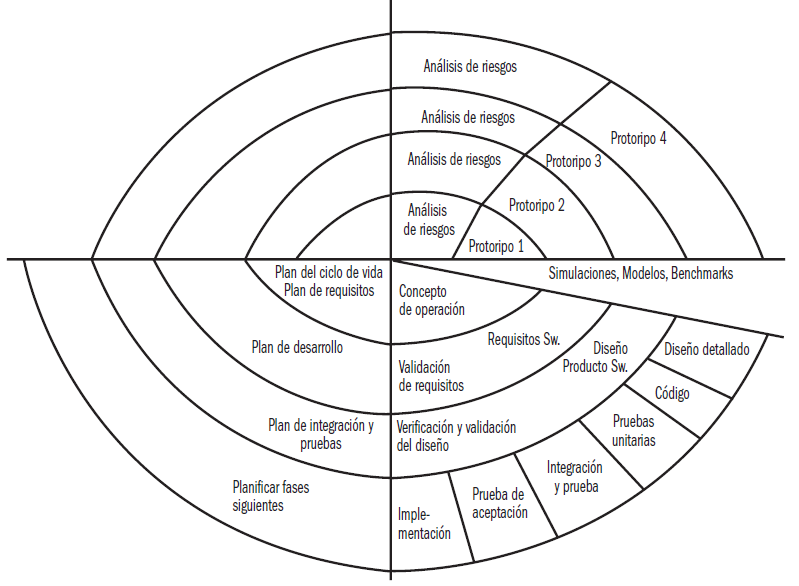 Análisis de riesgos
Análisis de riesgos
Protoripo 4
Análisis de riesgos
Protoripo 3
Análisis
de riesgos
Protoripo 2
Protoripo 1
Plan del ciclo de vida
Plan de requisitos
Simulaciones, Modelos, Benchmarks
Concepto
de operación
Plan de desarrollo
Requisitos Sw.
Diseño
Producto Sw.
Diseño detallado
Validación
de requisitos
Código
Plan de integración y
pruebas
Verificación y validación
del diseño
Pruebas
unitarias
Integración
y prueba
Planificar fases
siguientes
Prueba de
aceptación
Imple-
mentación